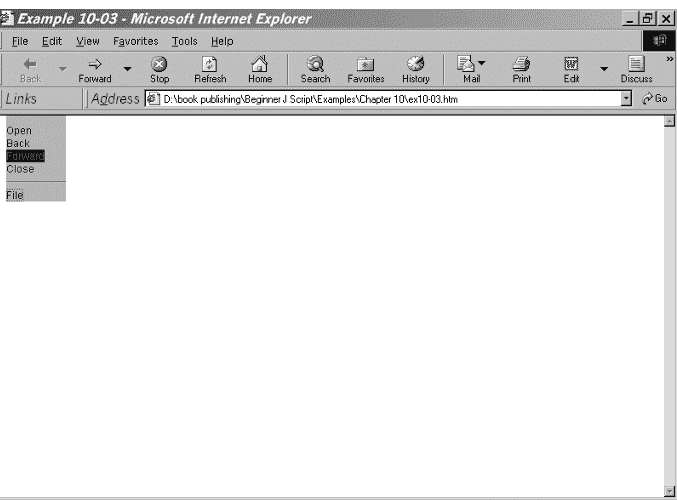 Example 10-03 - Microsoft Internet Explorer
File Edit View Favorites Tools Help
Back Forward Stop Refresh Home Search Favorites History Mail Print Edit Discuss »
Links Address D:\book publishing\Beginner J Script\Examples\Chapter 10\ex10-03.htm Go
Open
Back
Forward
Close
File